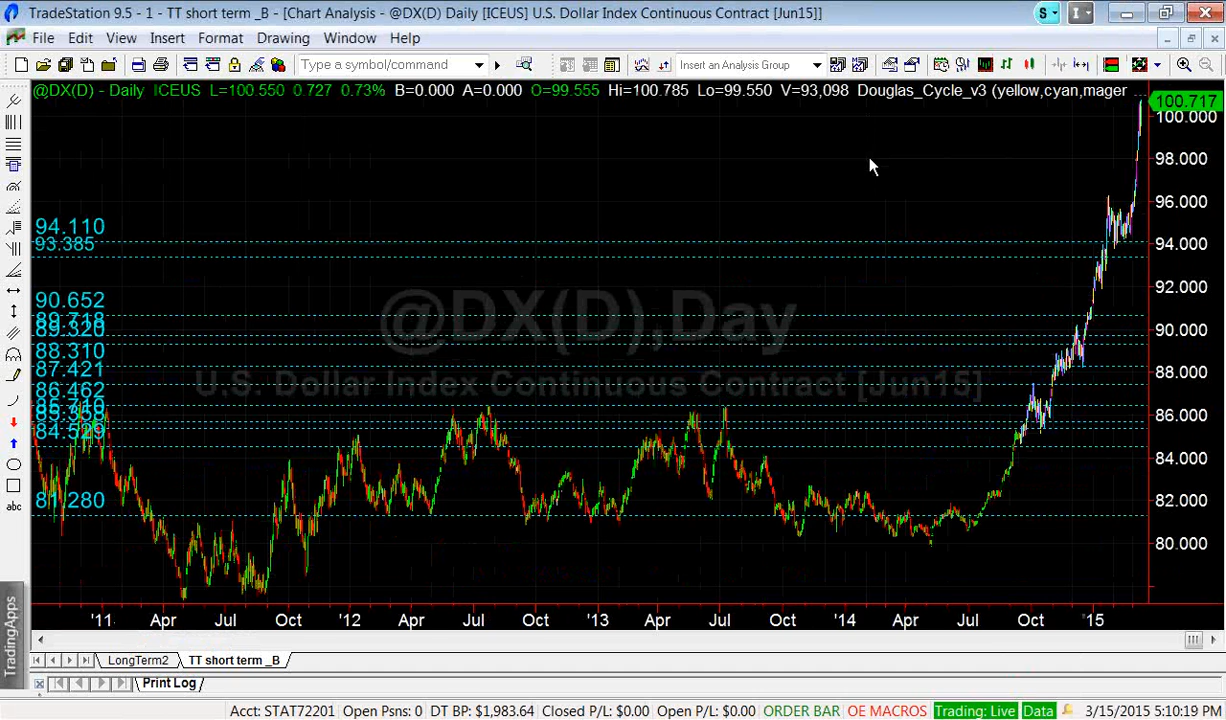 TradeStation 9.5 - 1 - TT short term _B - [Chart Analysis - @DX(D) Daily [ICEUS] U.S. Dollar Index Continuous Contract [Jun15]]
S I
File Edit View Insert Format Drawing Window Help
Type a symbol/command Insert an Analysis Group
@DX(D) - Daily ICEUS L=100.550 0.727 0.73% B=0.000 A=0.000 O=99.555 Hi=100.785 Lo=99.550 V=93,098 Douglas_Cycle_v3 (yellow,cyan,mager
100.717
100.000
98.000
96.000
94.110
93.385 94.000
92.000
90.652
@DX(D),Day
89.718
89.320 90.000
88.310
87.421 88.000
U.S. Dollar Index Continuous Contract [Jun15]
86.462
86.000
84.529
84.000
81.280 82.000
80.000
'11 Apr Jul Oct '12 Apr Jul Oct '13 Apr Jul Oct '14 Apr Jul Oct '15
abc
TradingApps
LongTerm2 TT short term _B
Print Log
Acct: STAT72201 Open Psns: 0 DT BP: $1,983.64 Closed P/L: $0.00 Open P/L: $0.00 ORDER BAR OE MACROS Trading: Live Data 3/15/2015 5:10:19 PM